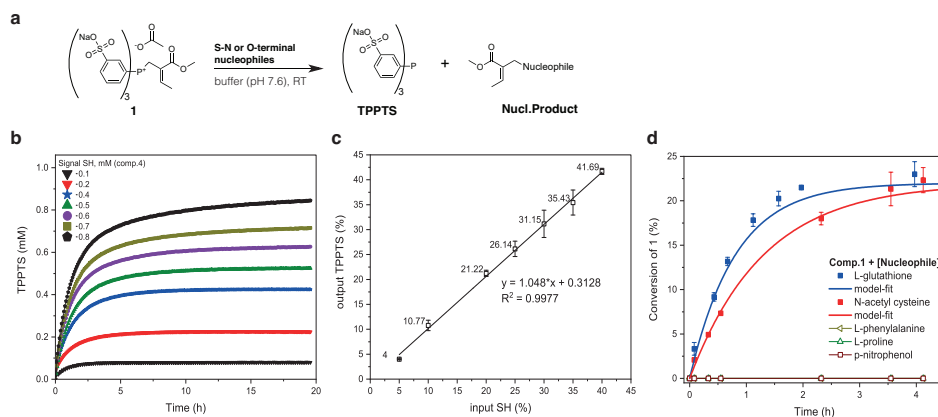 a
NaO
O
S
O
O
-O
O
O
P+
3
1
S-N or O-terminal
nucleophiles
buffer (pH 7.6), RT
NaO
O
S
O
P
3
TPPTS
+
O
O
Nucleophile
Nucl.Product
b
Signal SH, mM (comp.4)
-0.1
-0.2
-0.4
-0.5
-0.6
-0.7
-0.8
1.0
0.8
0.6
0.4
0.2
0.0
TPPTS (mM)
0
5
10
15
20
Time (h)
c
45
40
35
30
25
20
15
10
5
0
output TPPTS (%)
4
10.77
21.22
26.14
31.15
35.43
41.69
y = 1.048*x + 0.3128
R2 = 0.9977
0 5 10 15 20 25 30 35 40 45
input SH (%)
d
25
20
15
10
5
0
Conversion of 1 (%)
Comp.1 + [Nucleophile]
L-glutathione
model-fit
N-acetyl cysteine
model-fit
L-phenylalanine
L-proline
p-nitrophenol
0 1 2 3 4
Time (h)